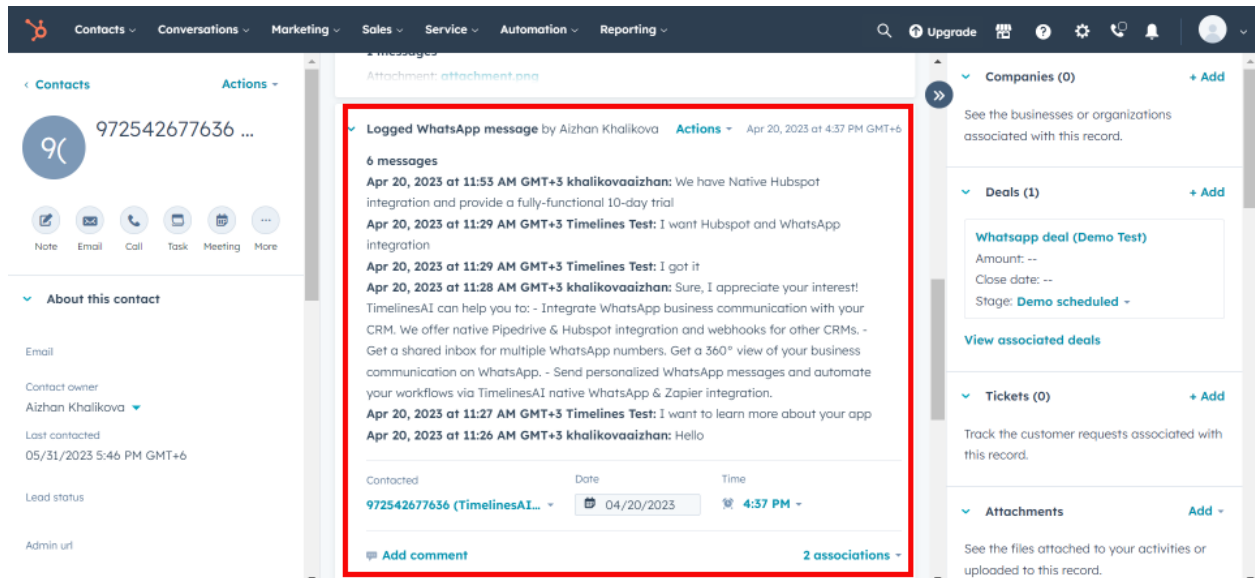 Contacts
Conversations
Marketing
Sales
Service
Automation
Reporting
Upgrade
Contacts
Actions
9(
972542677636 ...
Note
Email
Call
Task
Meeting
More
About this contact
Email
Contact owner
Aizhan Khalikova
Last contacted
05/31/2023 5:46 PM GMT+6
Lead status
Admin url
2 messages
Attachment: attachment.png
Logged WhatsApp message by Aizhan Khalikova Actions Apr 20, 2023 at 4:37 PM GMT+6
6 messages
Apr 20, 2023 at 11:53 AM GMT+3 khalikovaaizhan: We have Native Hubspot
integration and provide a fully-functional 10-day trial
Apr 20, 2023 at 11:29 AM GMT+3 Timelines Test: I want Hubspot and WhatsApp
integration
Apr 20, 2023 at 11:29 AM GMT+3 Timelines Test: I got it
Apr 20, 2023 at 11:28 AM GMT+3 khalikovaaizhan: Sure, I appreciate your interest!
TimelinesAI can help you to: - Integrate WhatsApp business communication with your
CRM. We offer native Pipedrive & Hubspot integration and webhooks for other CRMs. -
Get a shared inbox for multiple WhatsApp numbers. Get a 360° view of your business
communication on WhatsApp. - Send personalized WhatsApp messages and automate
your workflows via TimelinesAI native WhatsApp & Zapier integration.
Apr 20, 2023 at 11:27 AM GMT+3 Timelines Test: I want to learn more about your app
Apr 20, 2023 at 11:26 AM GMT+3 khalikovaaizhan: Hello
Contacted
Date
Time
972542677636 (TimelinesAI...
04/20/2023
4:37 PM
Add comment
2 associations
Companies (0)
+ Add
See the businesses or organizations
associated with this record.
Deals (1)
+ Add
Whatsapp deal (Demo Test)
Amount: --
Close date: --
Stage: Demo scheduled
View associated deals
Tickets (0)
+ Add
Track the customer requests associated with
this record.
Attachments
Add
See the files attached to your activities or
uploaded to this record.